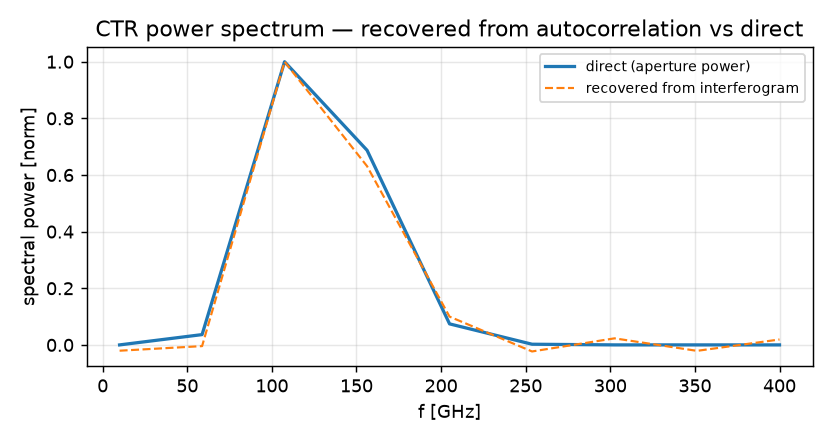 CTR power spectrum — recovered from autocorrelation vs direct
direct (aperture power)
recovered from interferogram
spectral power [norm]
1.0
0.8
0.6
0.4
0.2
0.0
0 50 100 150 200 250 300 350 400
f [GHz]